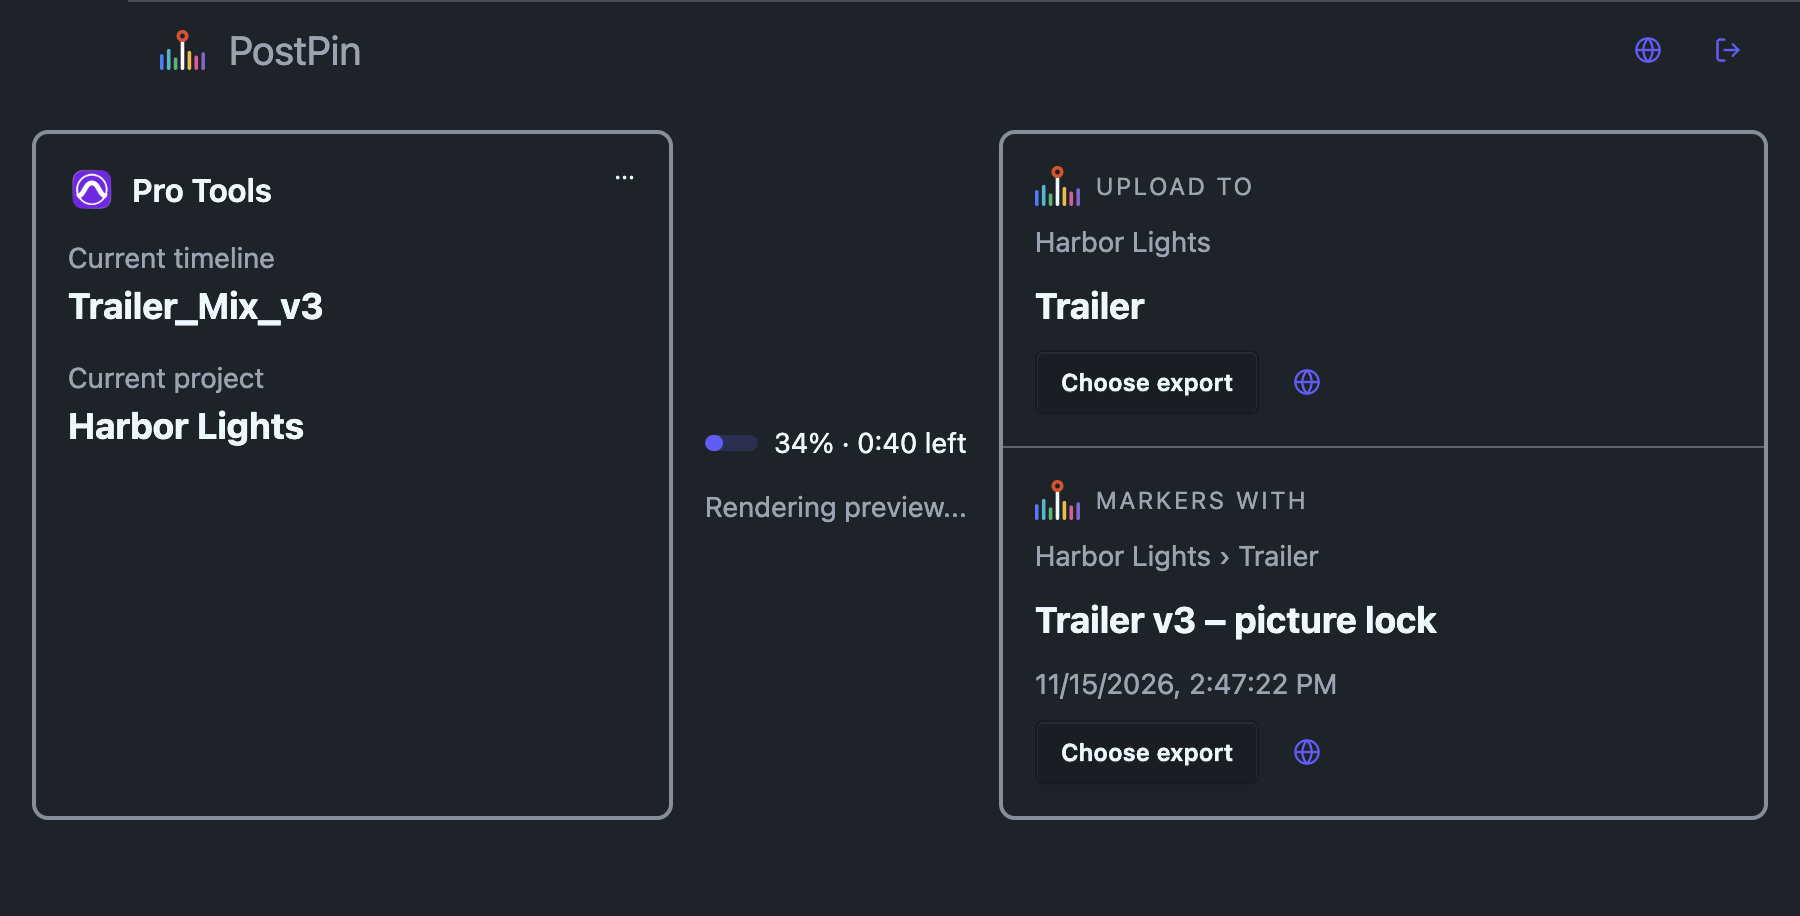 PostPin
Pro Tools
...
Current timeline
Trailer_Mix_v3
Current project
Harbor Lights
34% · 0:40 left
Rendering preview...
UPLOAD TO
Harbor Lights
Trailer
Choose export
MARKERS WITH
Harbor Lights › Trailer
Trailer v3 – picture lock
11/15/2026, 2:47:22 PM
Choose export